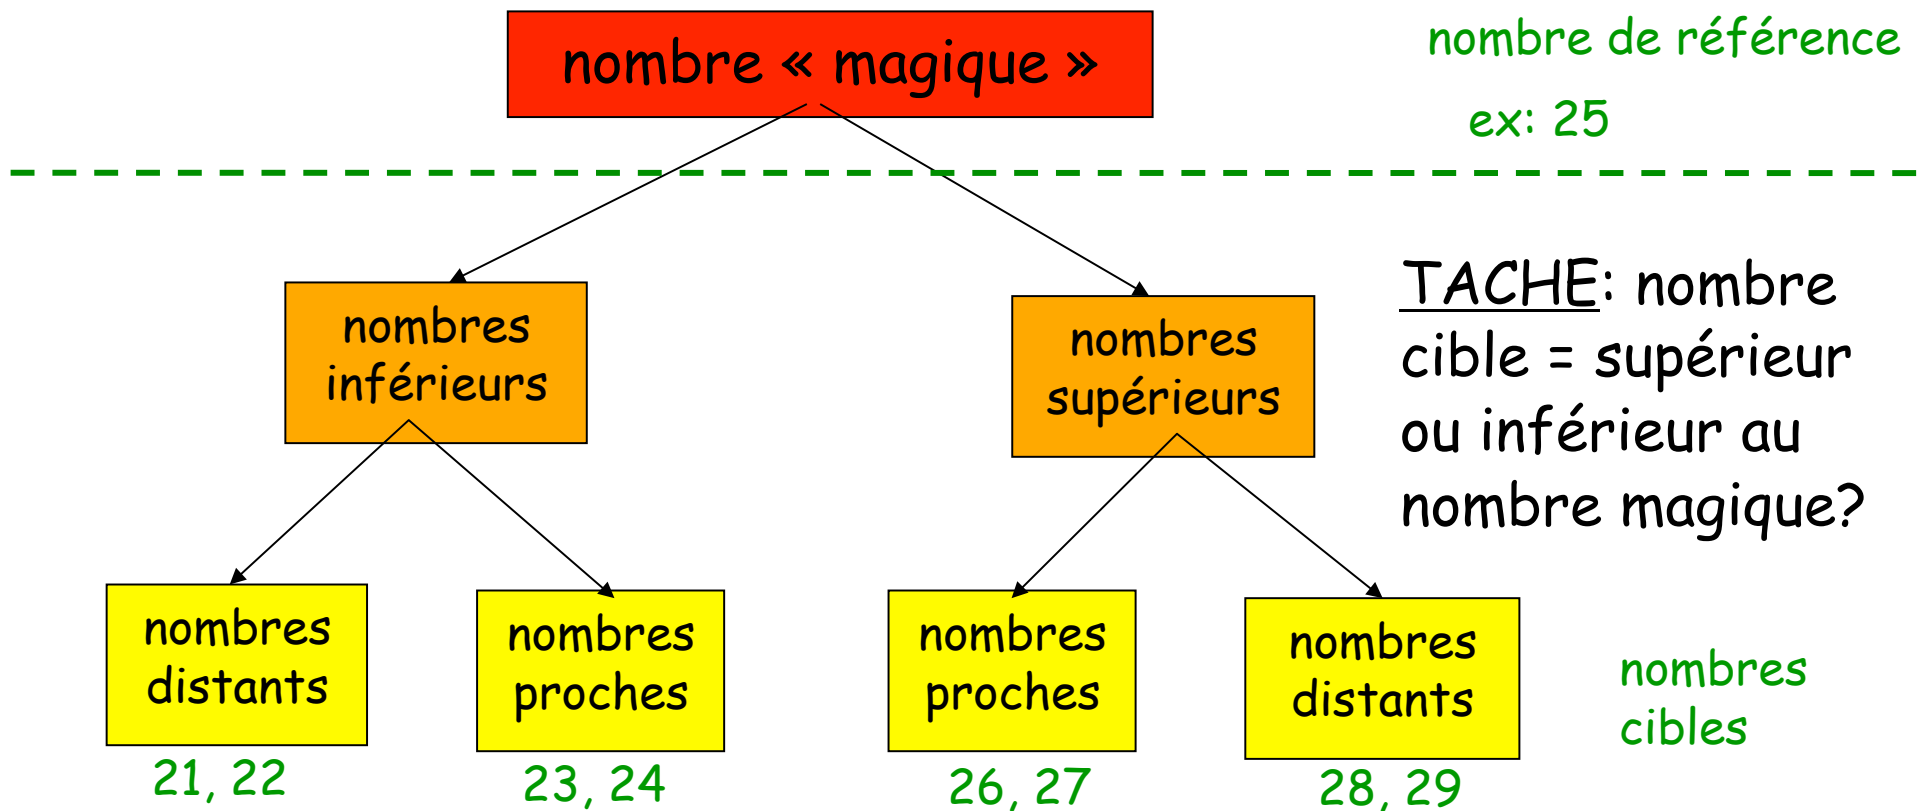 nombre « magique »
nombre de référence
ex: 25
nombres
inférieurs
nombres
supérieurs
TACHE: nombre
cible = supérieur
ou inférieur au
nombre magique?
nombres
distants
21, 22
nombres
proches
23, 24
nombres
proches
26, 27
nombres
distants
28, 29
nombres
cibles